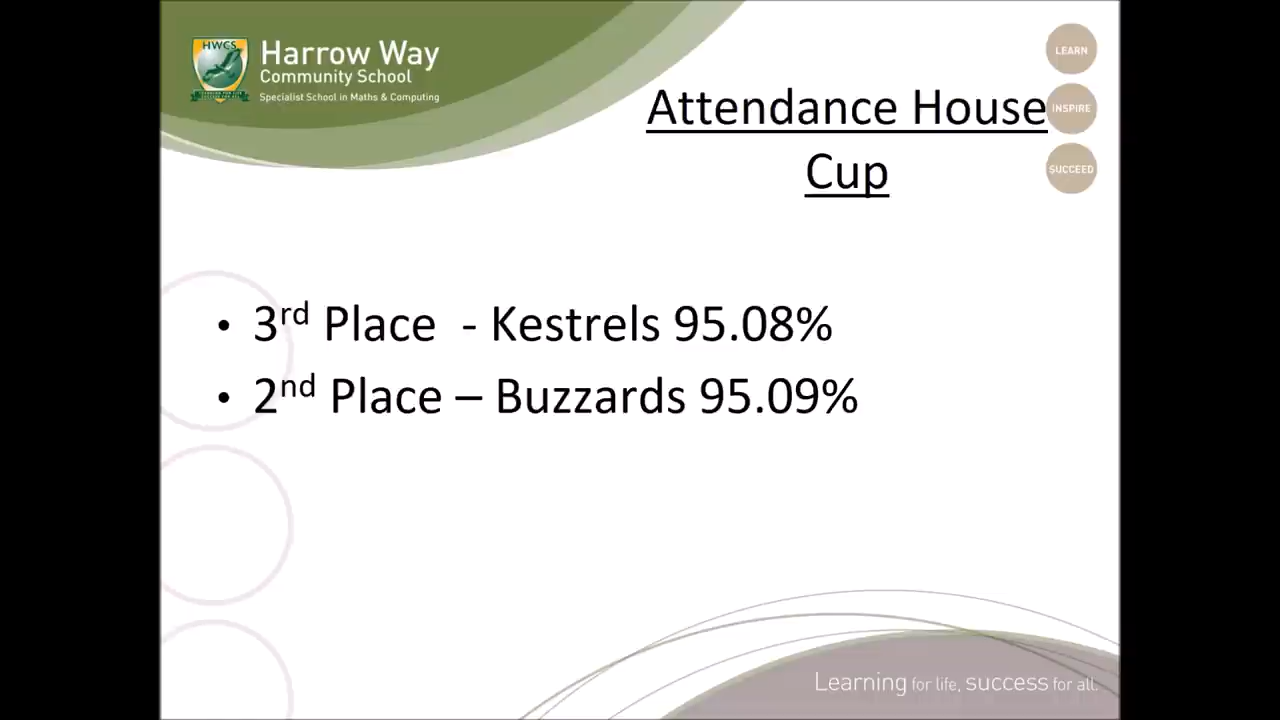 HWCS
Harrow Way
Community School
Specialist School in Maths & Computing
LEARN
INSPIRE
SUCCEED
Attendance House
Cup
• 3rd Place - Kestrels 95.08%
• 2nd Place – Buzzards 95.09%
Learning for life, success for all.